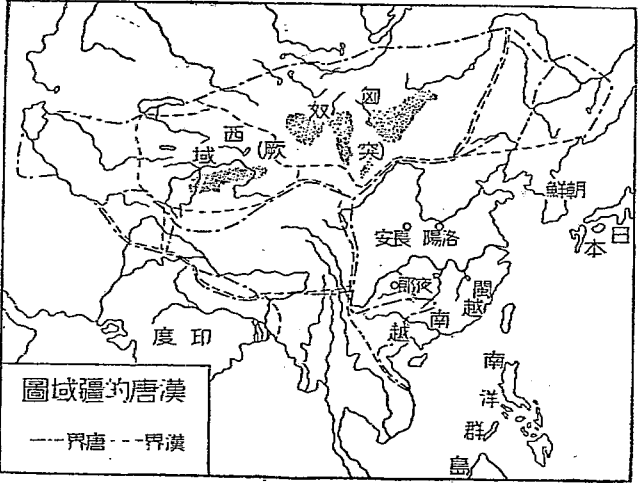 匈奴
(突厥)
西域
朝鮮
日本
洛陽
長安
夜郎
閩越
南越
印度
南洋群島
漢唐的疆域圖
漢界 唐界